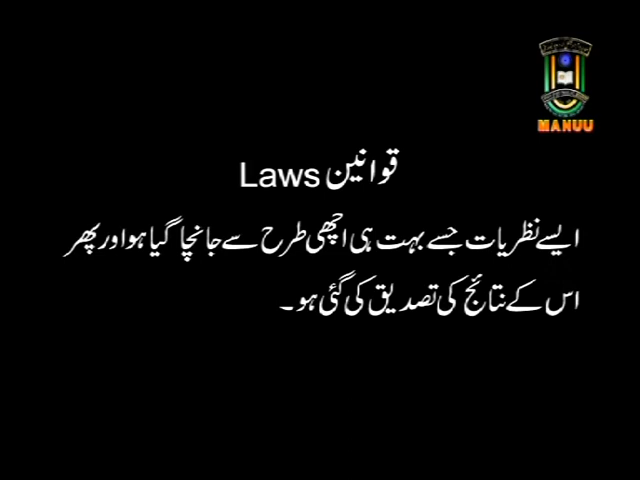 MANUU
قوانین Laws
ایسے نظریات جسے بہت ہی اچھی طرح سے جانچا گیا ہو اور پھر
اس کے نتائج کی تصدیق کی گئی ہو۔